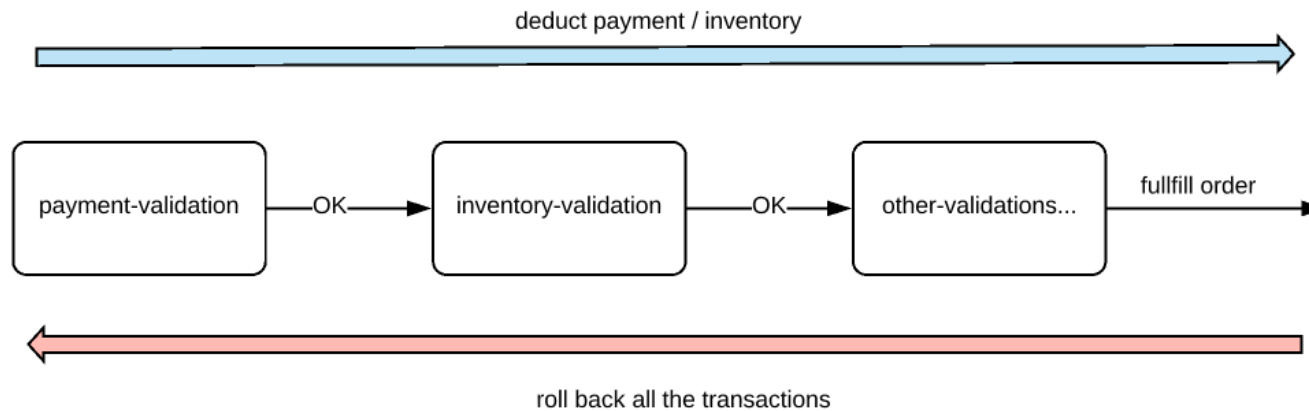 deduct payment / inventory
payment-validation
OK
inventory-validation
OK
other-validations...
fullfill order
roll back all the transactions